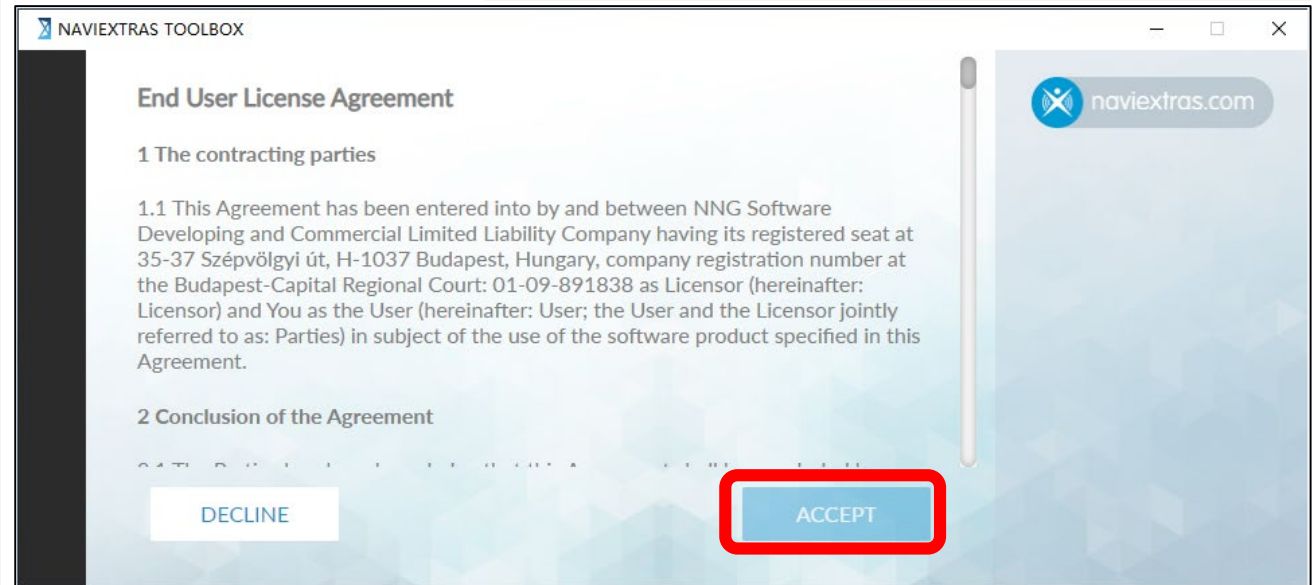 NAVIEXTRAS TOOLBOX
End User License Agreement
naviextras.com
1 The contracting parties
1.1 This Agreement has been entered into by and between NNG Software
Developing and Commercial Limited Liability Company having its registered seat at
35-37 Szépvölgyi út, H-1037 Budapest, Hungary, company registration number at
the Budapest-Capital Regional Court: 01-09-891838 as Licensor (hereinafter:
Licensor) and You as the User (hereinafter: User; the User and the Licensor jointly
referred to as: Parties) in subject of the use of the software product specified in this
Agreement.
2 Conclusion of the Agreement
DECLINE
ACCEPT